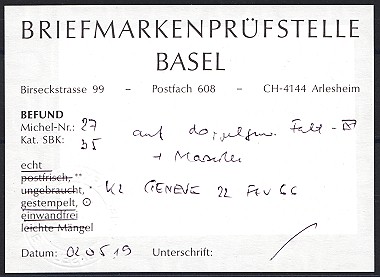 BRIEFMARKENPRÜFSTELLE
BASEL
Birseckstrasse 99 – Postfach 608 – CH-4144 Arlesheim
BEFUND
Michel-Nr.: 27 auf
Kat. SBK: 35 +
echt
postfrisch, **
ungebraucht, * K2 GENEVE 22 FEV 66
gestempelt, ⊙
einwandfrei
leichte Mängel
Datum: 02.05.19 Unterschrift: